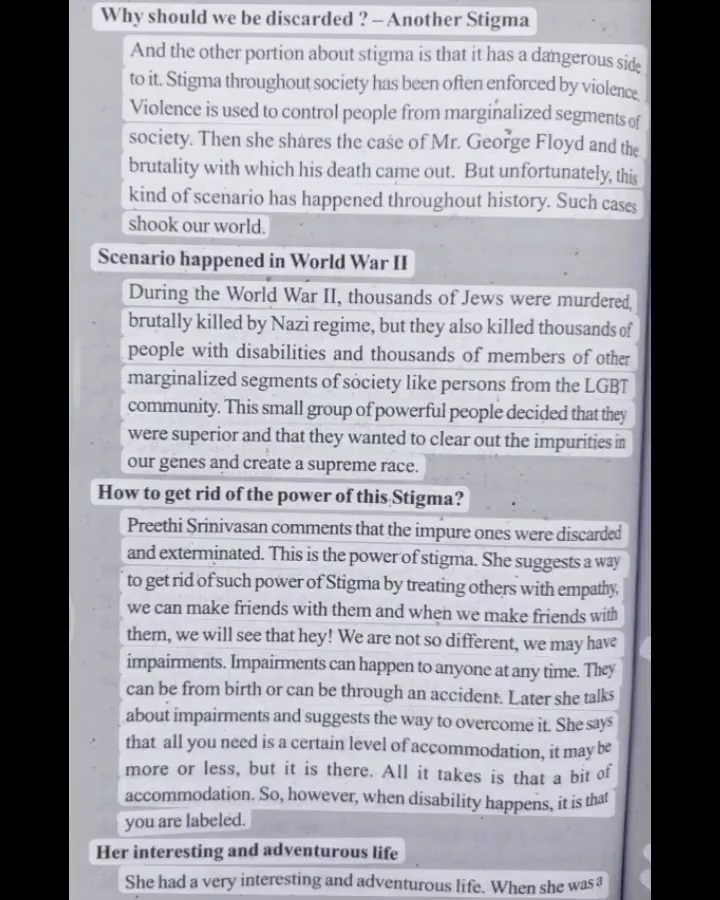 Why should we be discarded ? – Another Stigma
And the other portion about stigma is that it has a dangerous side
to it. Stigma throughout society has been often enforced by violence.
Violence is used to control people from marginalized segments of
society. Then she shares the case of Mr. George Floyd and the
brutality with which his death came out. But unfortunately, this
kind of scenario has happened throughout history. Such cases
shook our world.
Scenario happened in World War II
During the World War II, thousands of Jews were murdered,
brutally killed by Nazi regime, but they also killed thousands of
people with disabilities and thousands of members of other
marginalized segments of society like persons from the LGBT
community. This small group of powerful people decided that they
were superior and that they wanted to clear out the impurities in
our genes and create a supreme race.
How to get rid of the power of this Stigma?
Preethi Srinivasan comments that the impure ones were discarded
and exterminated. This is the power of stigma. She suggests a way
to get rid of such power of Stigma by treating others with empathy,
we can make friends with them and when we make friends with
them, we will see that hey! We are not so different, we may have
impairments. Impairments can happen to anyone at any time. They
can be from birth or can be through an accident. Later she talks
about impairments and suggests the way to overcome it. She says
that all you need is a certain level of accommodation, it may be
more or less, but it is there. All it takes is that a bit of
accommodation. So, however, when disability happens, it is that
you are labeled.
Her interesting and adventurous life
She had a very interesting and adventurous life. When she was a